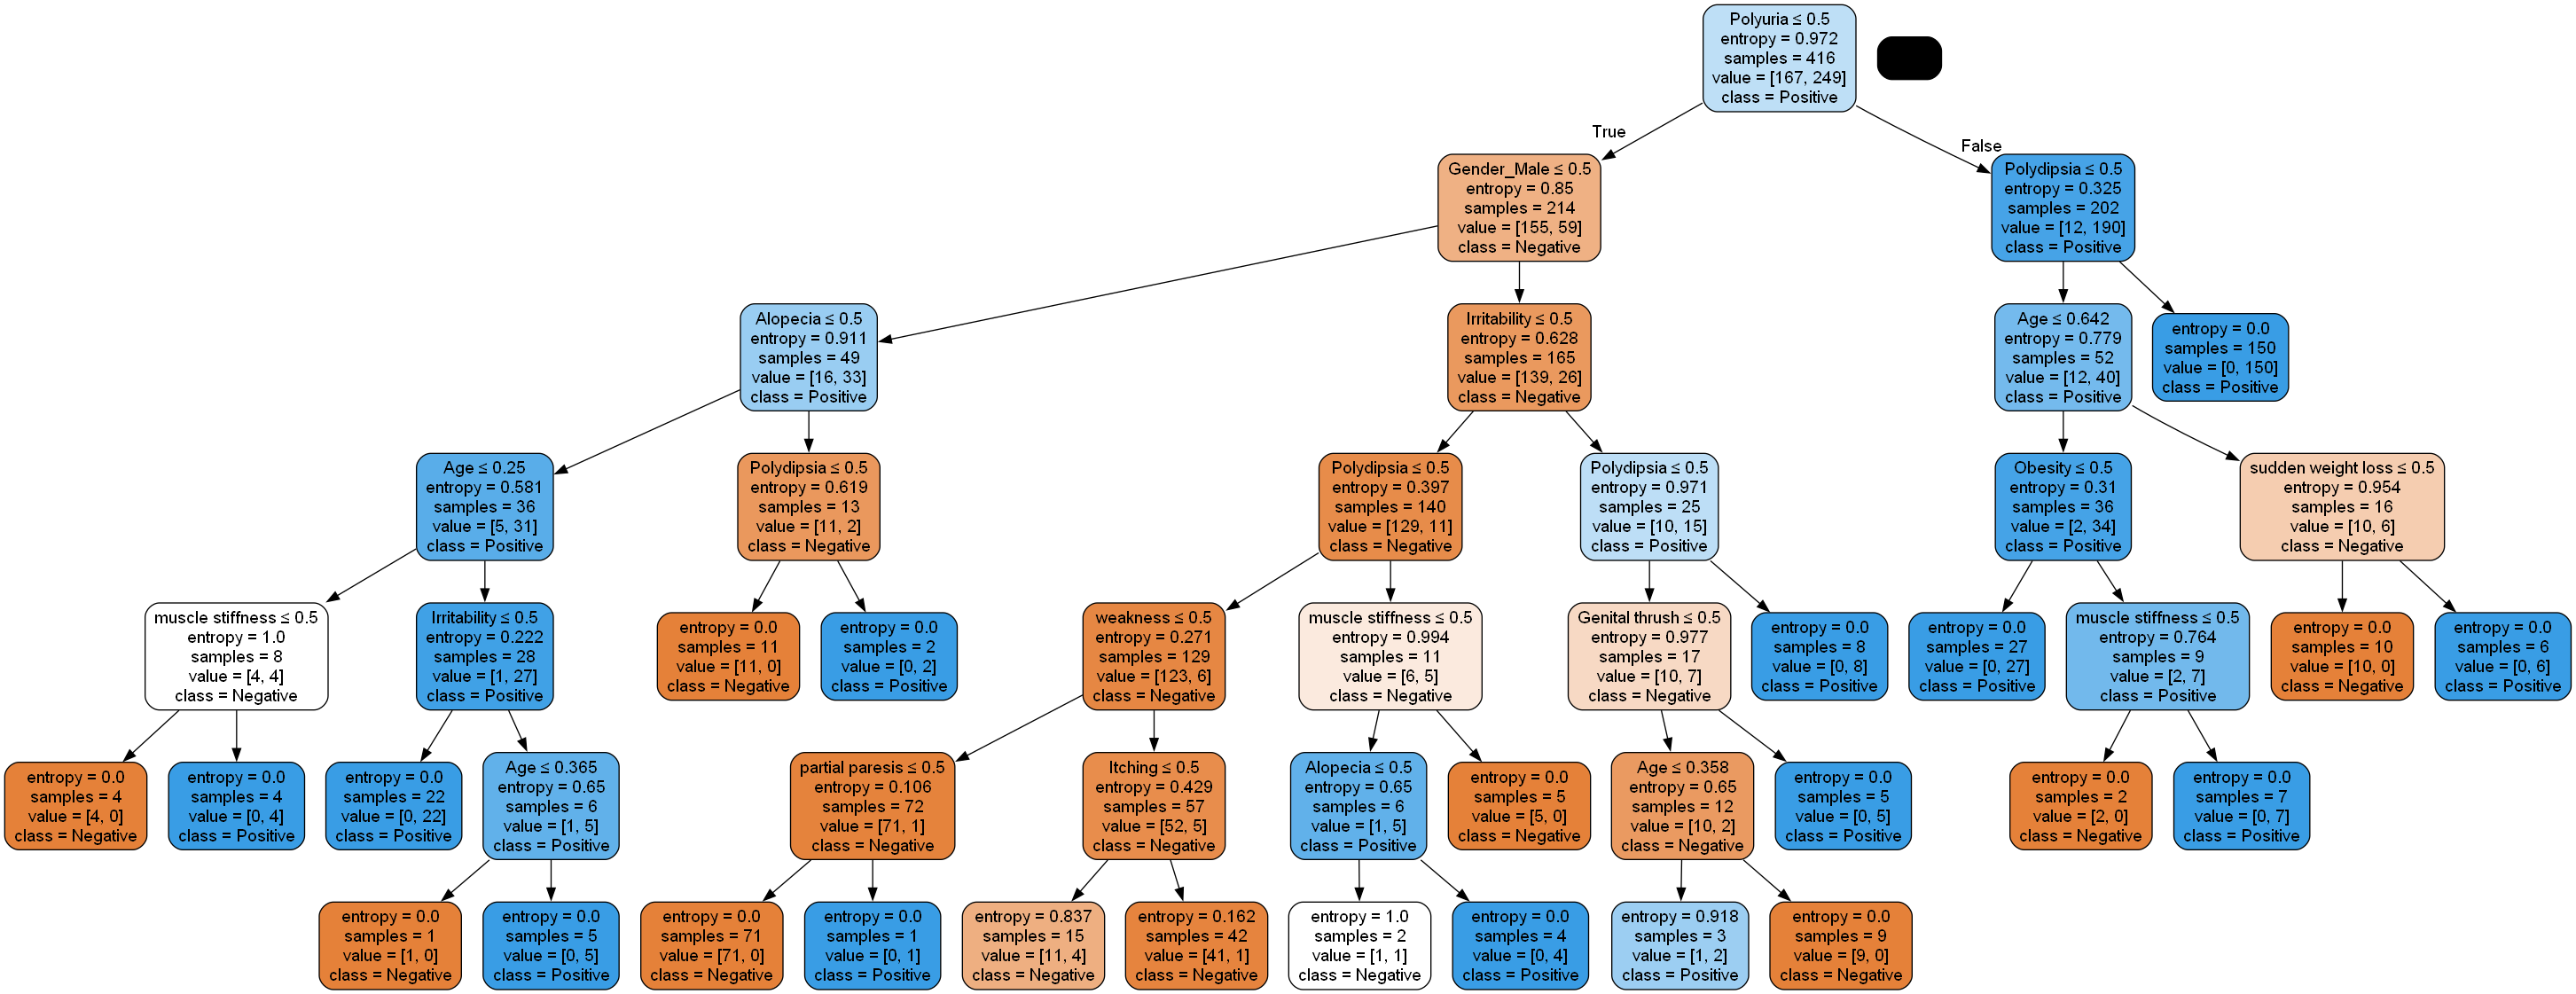 Polyuria ≤ 0.5
entropy = 0.972
samples = 416
value = [167, 249]
class = Positive
True
False
Gender_Male ≤ 0.5
entropy = 0.85
samples = 214
value = [155, 59]
class = Negative
Polydipsia ≤ 0.5
entropy = 0.325
samples = 202
value = [12, 190]
class = Positive
Alopecia ≤ 0.5
entropy = 0.911
samples = 49
value = [16, 33]
class = Positive
Irritability ≤ 0.5
entropy = 0.628
samples = 165
value = [139, 26]
class = Negative
Age ≤ 0.642
entropy = 0.779
samples = 52
value = [12, 40]
class = Positive
entropy = 0.0
samples = 150
value = [0, 150]
class = Positive
Age ≤ 0.25
entropy = 0.581
samples = 36
value = [5, 31]
class = Positive
Polydipsia ≤ 0.5
entropy = 0.619
samples = 13
value = [11, 2]
class = Negative
Polydipsia ≤ 0.5
entropy = 0.397
samples = 140
value = [129, 11]
class = Negative
Polydipsia ≤ 0.5
entropy = 0.971
samples = 25
value = [10, 15]
class = Positive
Obesity ≤ 0.5
entropy = 0.31
samples = 36
value = [2, 34]
class = Positive
sudden weight loss ≤ 0.5
entropy = 0.954
samples = 16
value = [10, 6]
class = Negative
muscle stiffness ≤ 0.5
entropy = 1.0
samples = 8
value = [4, 4]
class = Negative
Irritability ≤ 0.5
entropy = 0.222
samples = 28
value = [1, 27]
class = Positive
entropy = 0.0
samples = 11
value = [11, 0]
class = Negative
entropy = 0.0
samples = 2
value = [0, 2]
class = Positive
weakness ≤ 0.5
entropy = 0.271
samples = 129
value = [123, 6]
class = Negative
muscle stiffness ≤ 0.5
entropy = 0.994
samples = 11
value = [6, 5]
class = Negative
Genital thrush ≤ 0.5
entropy = 0.977
samples = 17
value = [10, 7]
class = Negative
entropy = 0.0
samples = 8
value = [0, 8]
class = Positive
entropy = 0.0
samples = 27
value = [0, 27]
class = Positive
muscle stiffness ≤ 0.5
entropy = 0.764
samples = 9
value = [2, 7]
class = Positive
entropy = 0.0
samples = 10
value = [10, 0]
class = Negative
entropy = 0.0
samples = 6
value = [0, 6]
class = Positive
entropy = 0.0
samples = 4
value = [4, 0]
class = Negative
entropy = 0.0
samples = 4
value = [0, 4]
class = Positive
entropy = 0.0
samples = 22
value = [0, 22]
class = Positive
Age ≤ 0.365
entropy = 0.65
samples = 6
value = [1, 5]
class = Positive
partial paresis ≤ 0.5
entropy = 0.106
samples = 72
value = [71, 1]
class = Negative
Itching ≤ 0.5
entropy = 0.429
samples = 57
value = [52, 5]
class = Negative
Alopecia ≤ 0.5
entropy = 0.65
samples = 6
value = [1, 5]
class = Positive
entropy = 0.0
samples = 5
value = [5, 0]
class = Negative
Age ≤ 0.358
entropy = 0.65
samples = 12
value = [10, 2]
class = Negative
entropy = 0.0
samples = 5
value = [0, 5]
class = Positive
entropy = 0.0
samples = 2
value = [2, 0]
class = Negative
entropy = 0.0
samples = 7
value = [0, 7]
class = Positive
entropy = 0.0
samples = 1
value = [1, 0]
class = Negative
entropy = 0.0
samples = 5
value = [0, 5]
class = Positive
entropy = 0.0
samples = 71
value = [71, 0]
class = Negative
entropy = 0.0
samples = 1
value = [0, 1]
class = Positive
entropy = 0.837
samples = 15
value = [11, 4]
class = Negative
entropy = 0.162
samples = 42
value = [41, 1]
class = Negative
entropy = 1.0
samples = 2
value = [1, 1]
class = Negative
entropy = 0.0
samples = 4
value = [0, 4]
class = Positive
entropy = 0.918
samples = 3
value = [1, 2]
class = Positive
entropy = 0.0
samples = 9
value = [9, 0]
class = Negative